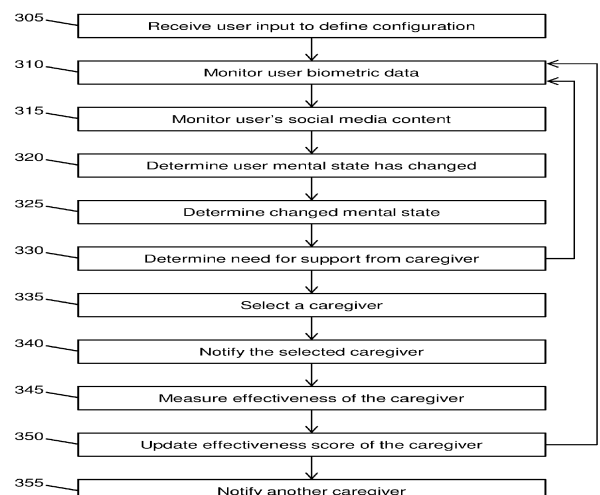 305 Receive user input to define configuration
310 Monitor user biometric data
315 Monitor user's social media content
320 Determine user mental state has changed
325 Determine changed mental state
330 Determine need for support from caregiver
335 Select a caregiver
340 Notify the selected caregiver
345 Measure effectiveness of the caregiver
350 Update effectiveness score of the caregiver
355 Notify another caregiver